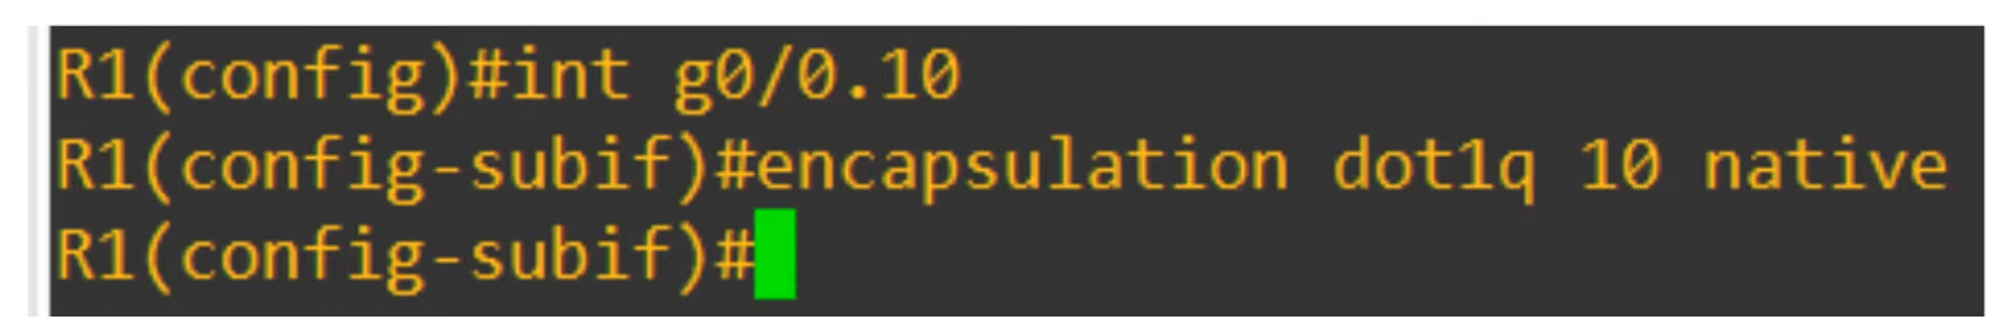 R1(config)#int g0/0.10
R1(config-subif)#encapsulation dot1q 10 native
R1(config-subif)#